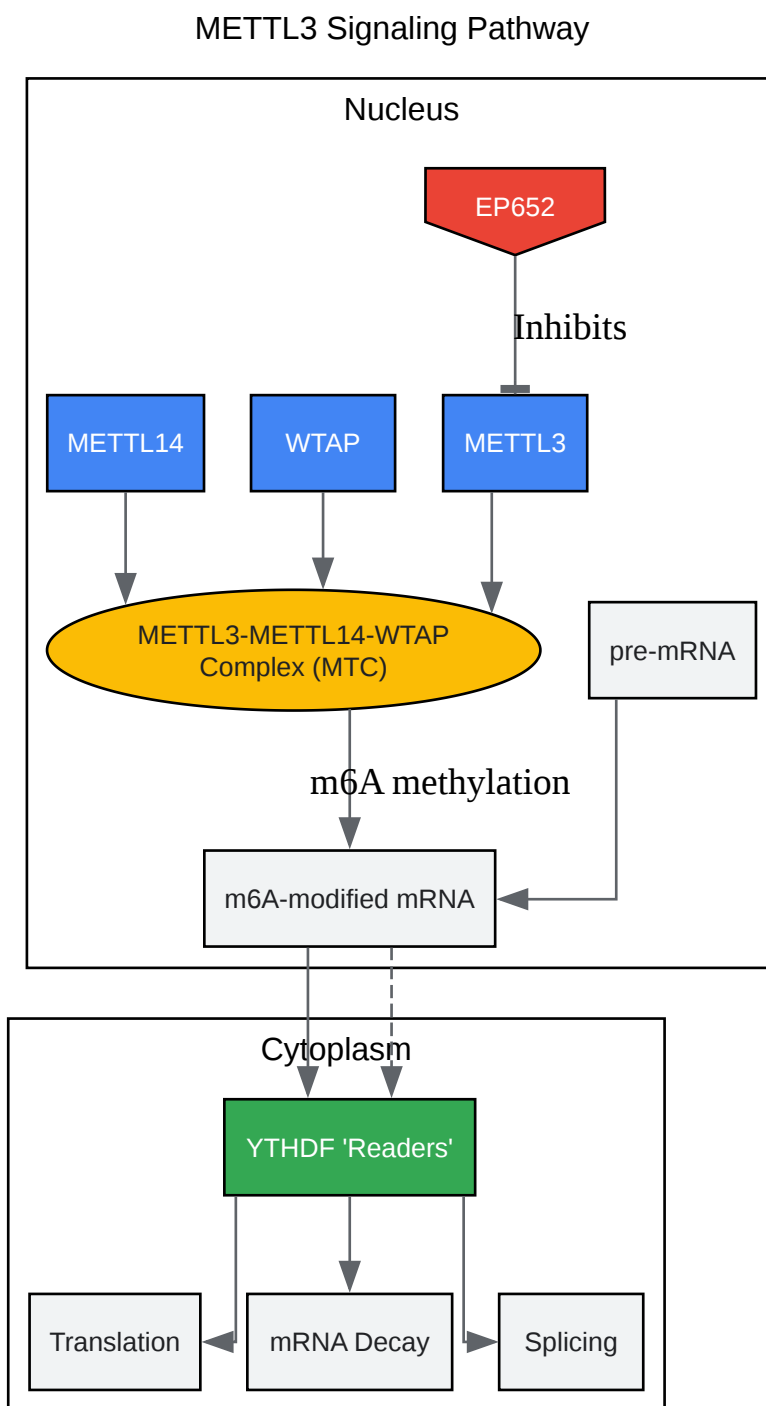 METTL3 Signaling Pathway
Nucleus
EP652
Inhibits
METTL14
WTAP
METTL3
METTL3-METTL14-WTAP
Complex (MTC)
pre-mRNA
m6A methylation
m6A-modified mRNA
Cytoplasm
YTHDF 'Readers'
Translation
mRNA Decay
Splicing